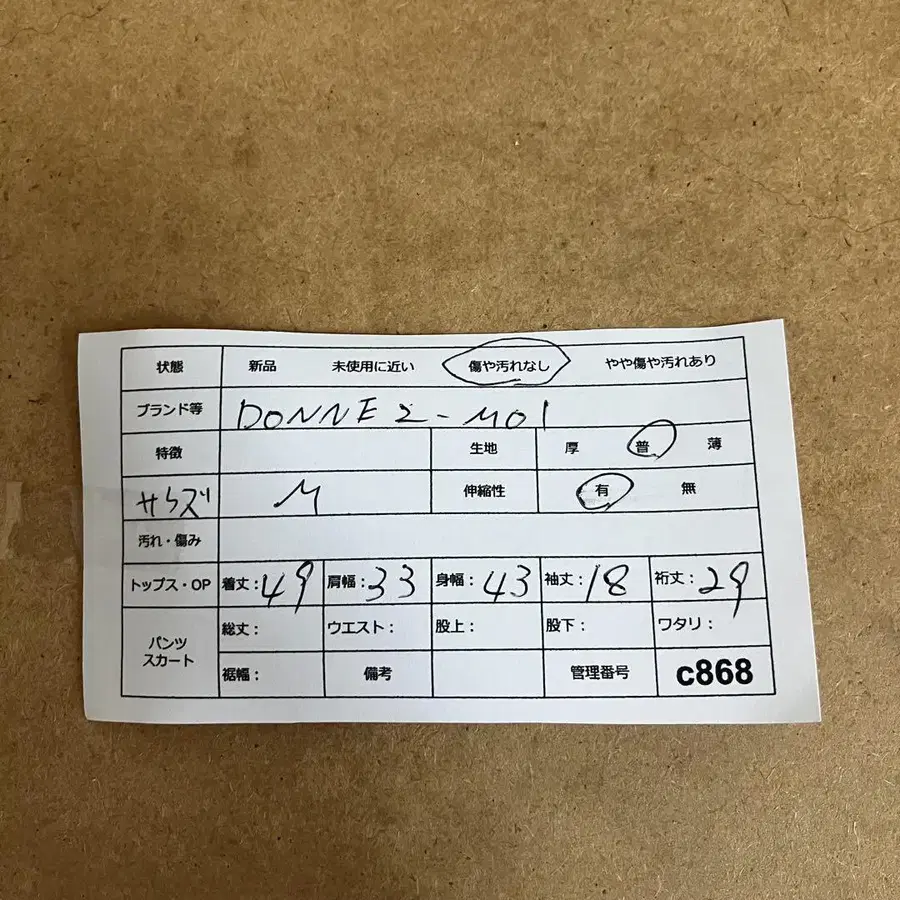 状態 新品 未使用に近い 傷や汚れなし やや傷や汚れあり
ブランド等 DONNEZ-MOI
特徴 生地 厚 普 薄
サイズ M 伸縮性 有 無
汚れ・傷み
トップス・OP 着丈：49 肩幅：33 身幅：43 袖丈：18 裄丈：29
パンツ
スカート
総丈： ウエスト： 股上： 股下： ワタリ：
裾幅： 備考 管理番号 c868